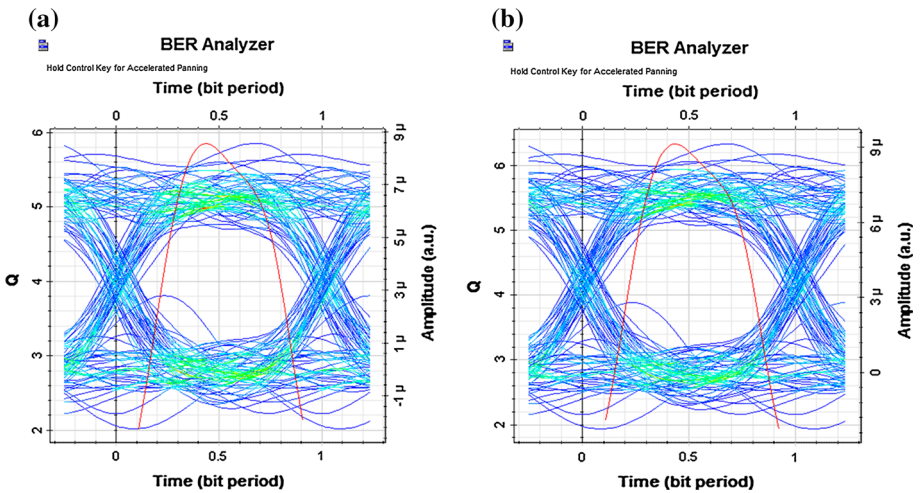 (a)
BER Analyzer
Hold Control Key for Accelerated Panning
Time (bit period)
0 0.5 1
6
5
4
3
2
Q
9 µ
7 µ
5 µ
3 µ
1 µ
-1 µ
Amplitude (a.u.)
0 0.5 1
Time (bit period)
(b)
BER Analyzer
Hold Control Key for Accelerated Panning
Time (bit period)
0 0.5 1
6
5
4
3
2
Q
9 µ
6 µ
3 µ
0
Amplitude (a.u.)
0 0.5 1
Time (bit period)